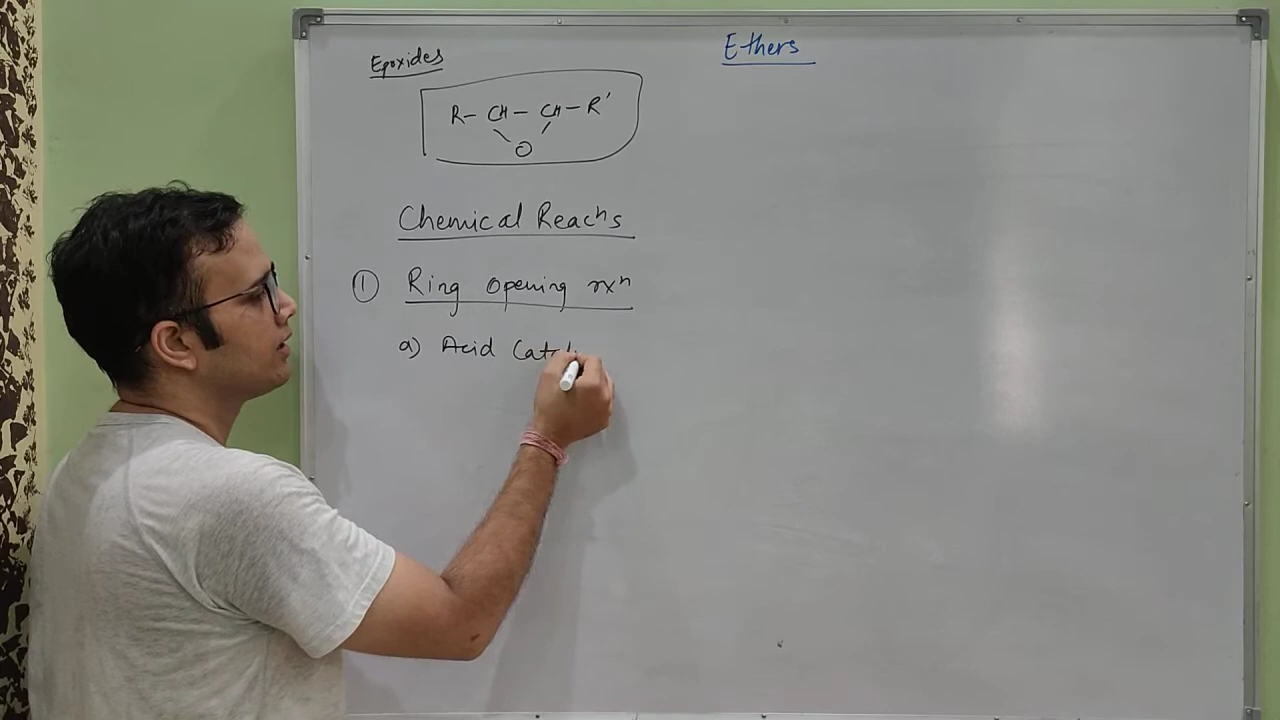 Ethers
Epoxides
R- CH - CH - R'
O
Chemical Reacns
① Ring opening rxn
a) Acid